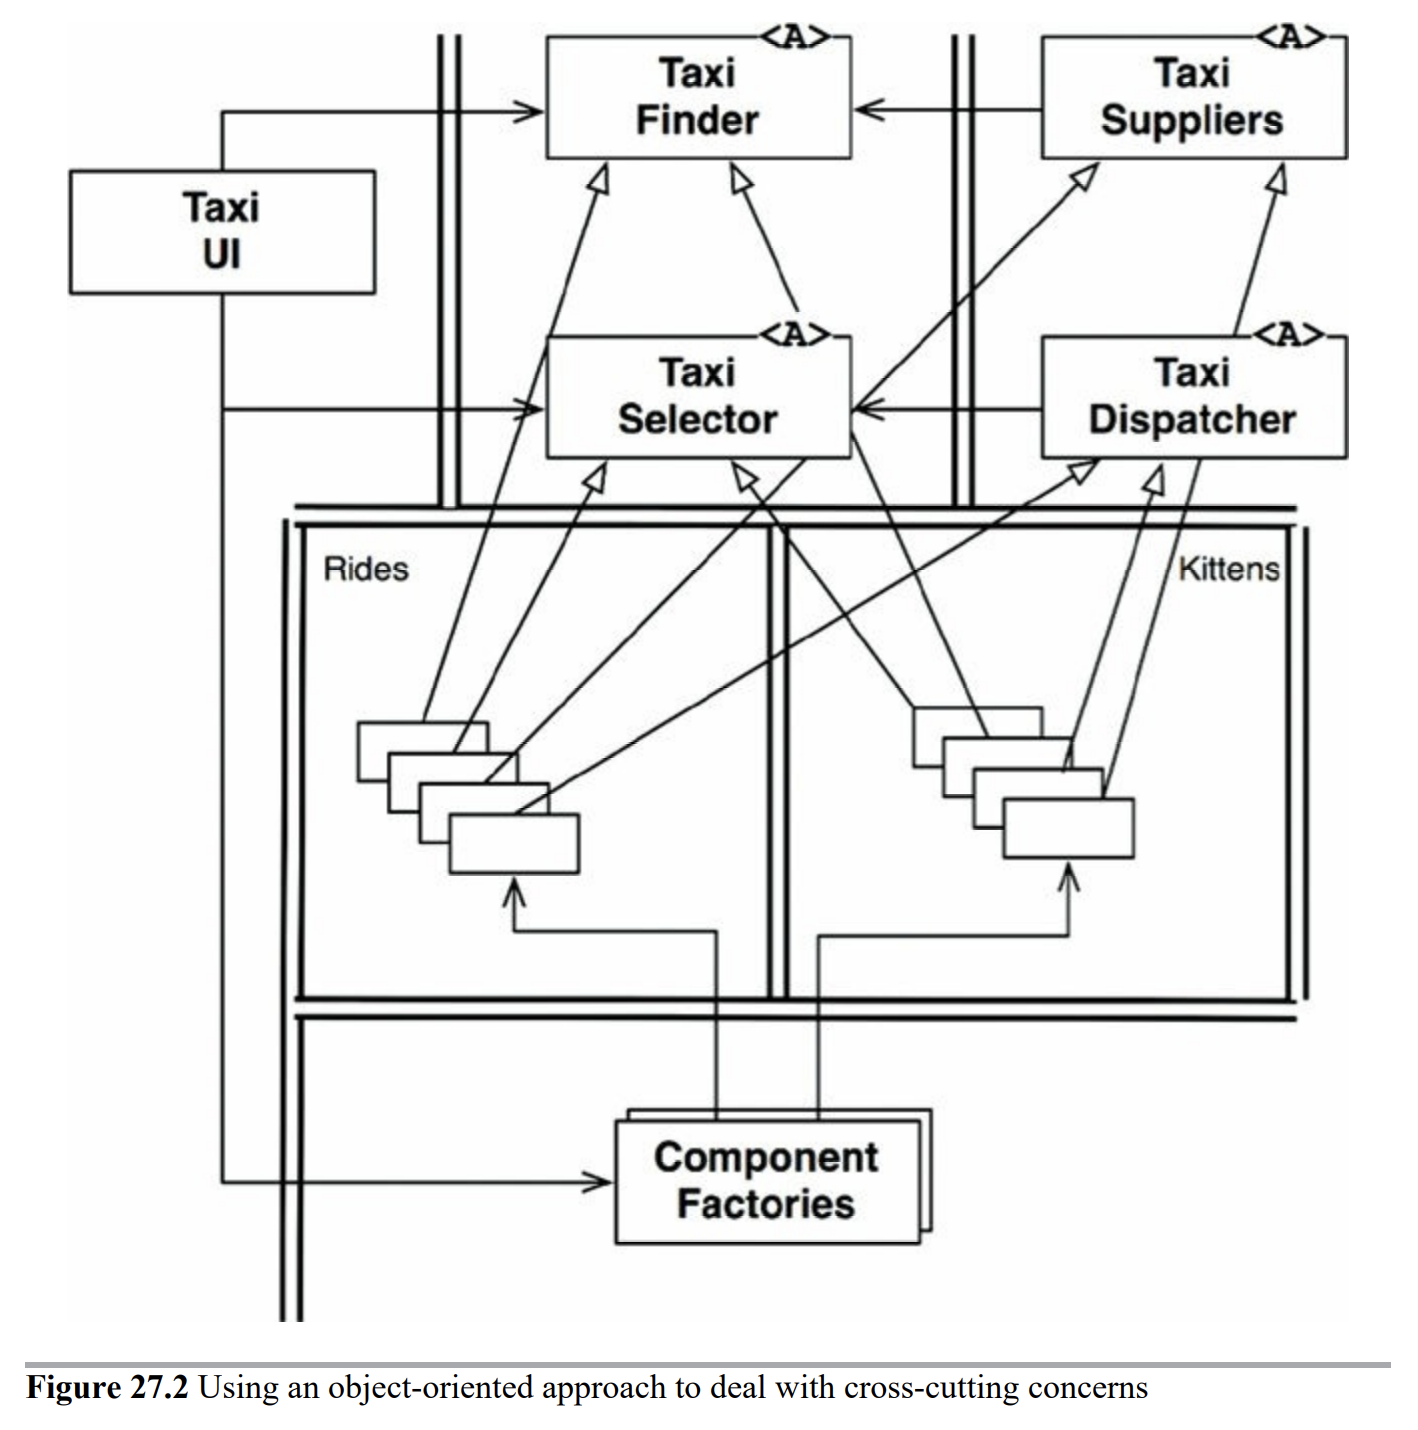 <A>
Taxi
Finder
<A>
Taxi
Suppliers
Taxi
UI
<A>
Taxi
Selector
<A>
Taxi
Dispatcher
Rides
Kittens
Component
Factories
Figure 27.2 Using an object-oriented approach to deal with cross-cutting concerns